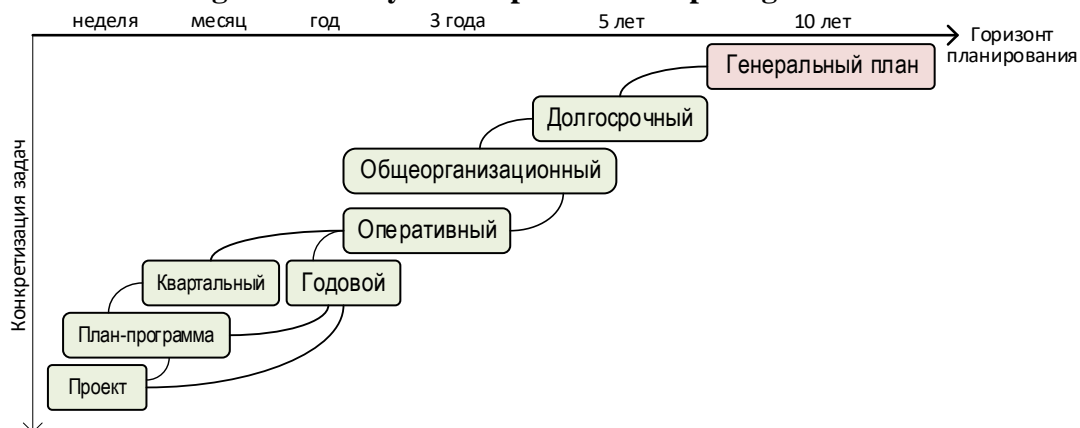 неделя месяц год 3 года 5 лет 10 лет
Горизонт
планирования
Генеральный план
Долгосрочный
Общеорганизационный
Оперативный
Квартальный Годовой
План-программа
Проект
Конкретизация задач